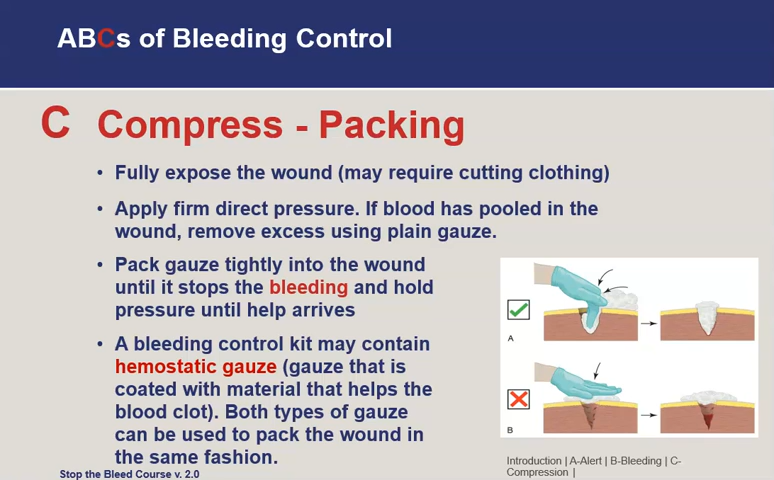 ABCs of Bleeding Control
C Compress - Packing
• Fully expose the wound (may require cutting clothing)
• Apply firm direct pressure. If blood has pooled in the
wound, remove excess using plain gauze.
• Pack gauze tightly into the wound
until it stops the bleeding and hold
pressure until help arrives
• A bleeding control kit may contain
hemostatic gauze (gauze that is
coated with material that helps the
blood clot). Both types of gauze
can be used to pack the wound in
the same fashion.
A
B
Introduction | A-Alert | B-Bleeding | C-
Compression |
Stop the Bleed Course v. 2.0